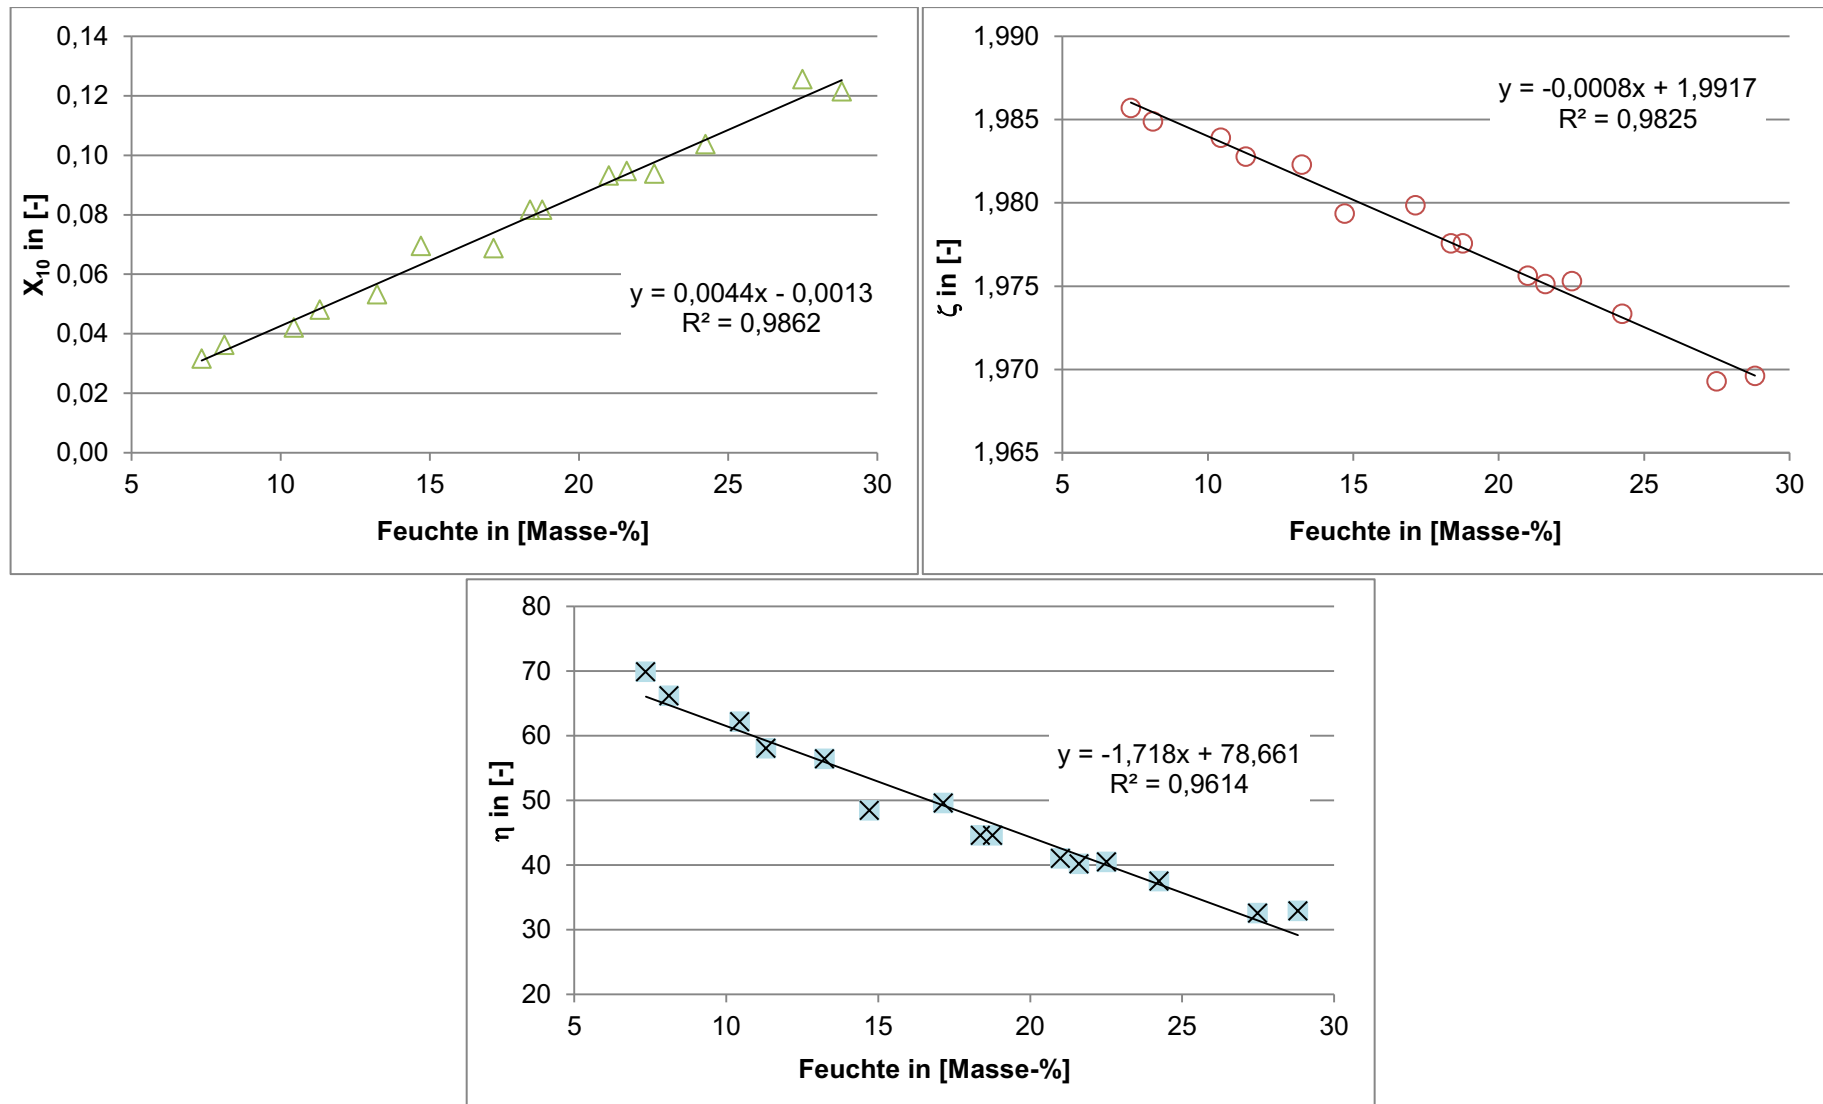 0,14
0,12
0,10
0,08
0,06
0,04
0,02
0,00
X₁₀ in [-]
y = 0,0044x - 0,0013
R² = 0,9862
5 10 15 20 25 30
Feuchte in [Masse-%]
1,990
1,985
1,980
1,975
1,970
1,965
ζ in [-]
y = -0,0008x + 1,9917
R² = 0,9825
5 10 15 20 25 30
Feuchte in [Masse-%]
80
70
60
50
40
30
20
η in [-]
y = -1,718x + 78,661
R² = 0,9614
5 10 15 20 25 30
Feuchte in [Masse-%]